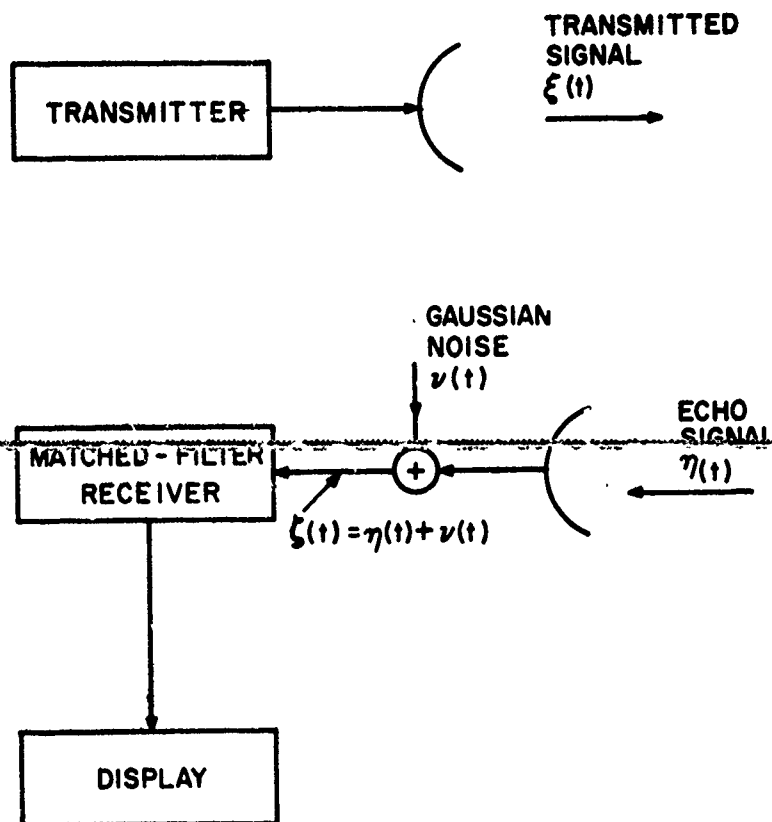 TRANSMITTED
SIGNAL
ξ(t)
TRANSMITTER
GAUSSIAN
NOISE
ν(t)
ECHO
SIGNAL
η(t)
MATCHED-FILTER
RECEIVER
ζ(t)=η(t)+ν(t)
DISPLAY